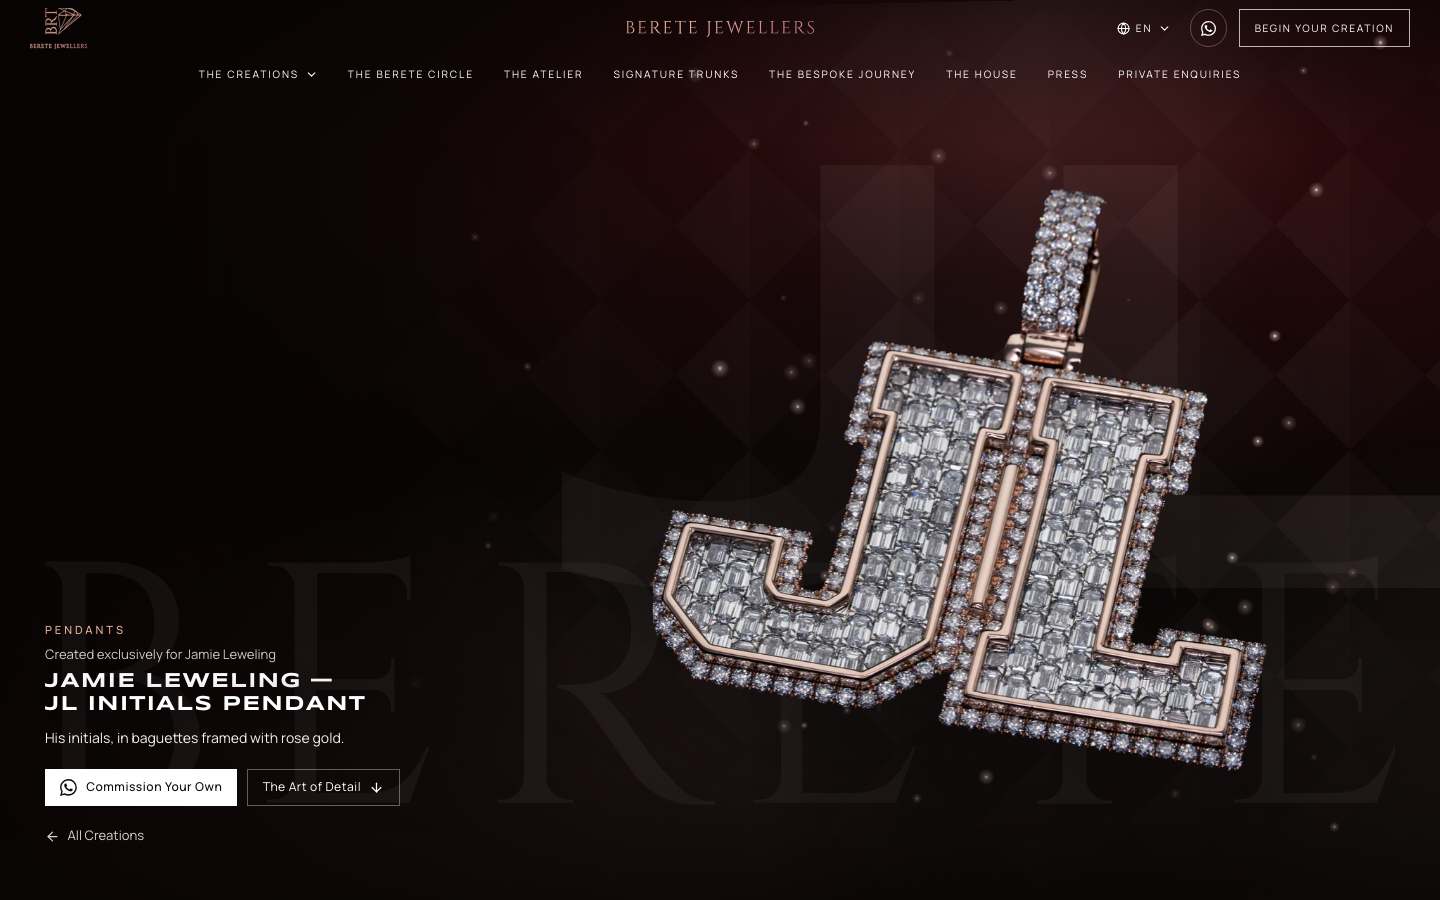 BRT
BERETE JEWELLERS
BERETE JEWELLERS
EN
BEGIN YOUR CREATION
THE CREATIONS
THE BERETE CIRCLE
THE ATELIER
SIGNATURE TRUNKS
THE BESPOKE JOURNEY
THE HOUSE
PRESS
PRIVATE ENQUIRIES
JL
BERETE
PENDANTS
Created exclusively for Jamie Leweling
JAMIE LEWELING —
JL INITIALS PENDANT
His initials, in baguettes framed with rose gold.
Commission Your Own
The Art of Detail
All Creations